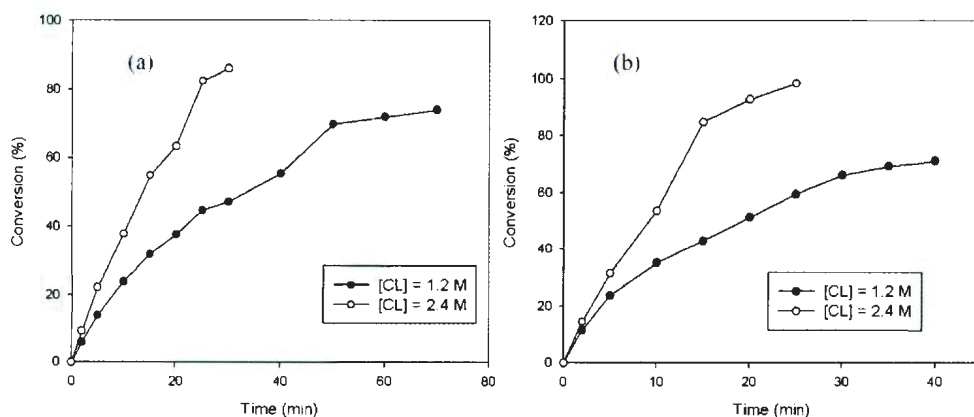 (a)
Conversion (%)
100
80
60
40
20
0
0 20 40 60 80
Time (min)
[CL] = 1.2 M
[CL] = 2.4 M
(b)
Conversion (%)
120
100
80
60
40
20
0
0 10 20 30 40
Time (min)
[CL] = 1.2 M
[CL] = 2.4 M